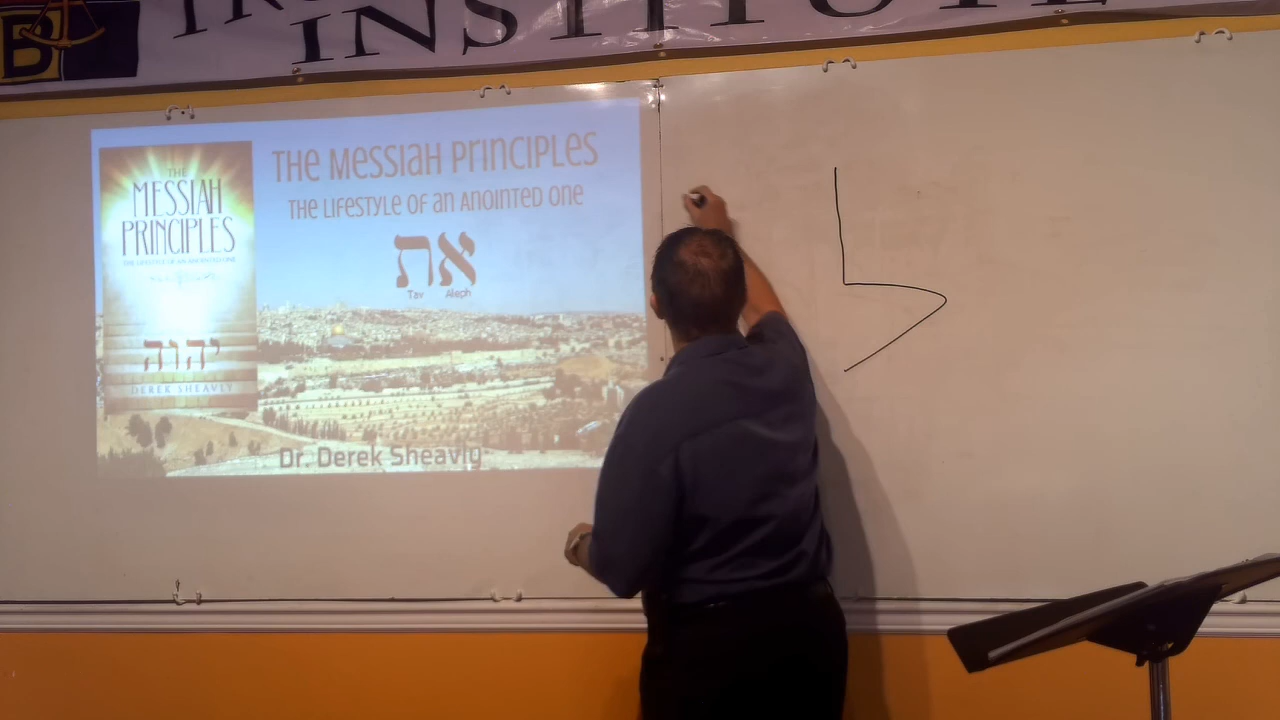 B
INSTITUTE
THE
MESSIAH
PRINCIPLES
THE LIFESTYLE OF AN ANOINTED ONE
יהוה
DEREK SHEAVLY
THE MESSIAH PRINCIPLES
THE LIFESTYLE OF AN ANOINTED ONE
את
Tav Aleph
Dr. Derek Sheavly
ל